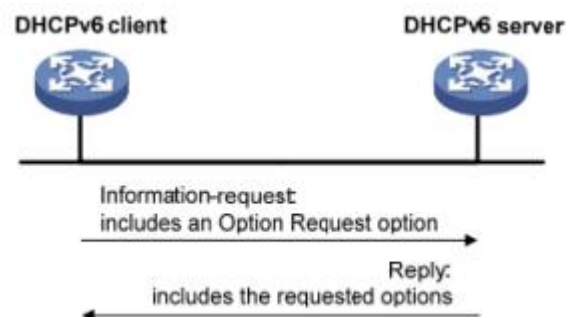 DHCPv6 client
DHCPv6 server
Information-request:
includes an Option Request option
Reply:
includes the requested options